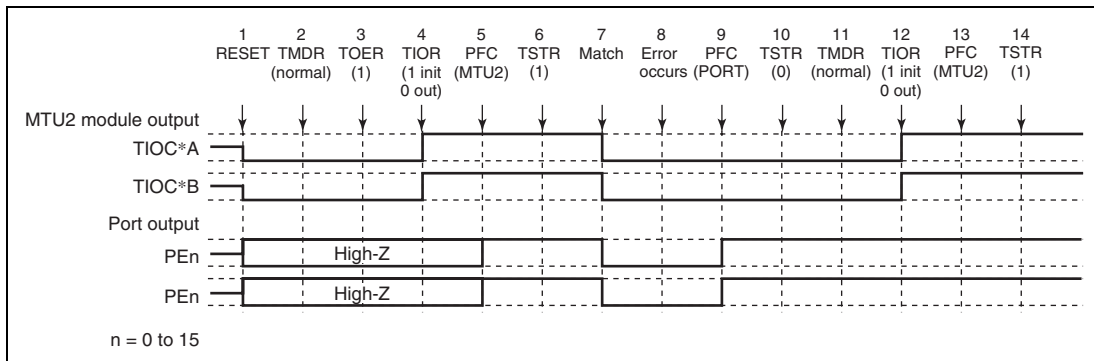 1 2 3 4 5 6 7 8 9 10 11 12 13 14
RESET TMDR TOER TIOR PFC TSTR Match Error PFC TSTR TMDR TIOR PFC TSTR
(normal) (1) (1 init (MTU2) (1) occurs (PORT) (0) (normal) (1 init (MTU2) (1)
0 out) 0 out)
MTU2 module output
TIOC*A
TIOC*B
Port output
PEn High-Z
PEn High-Z
n = 0 to 15